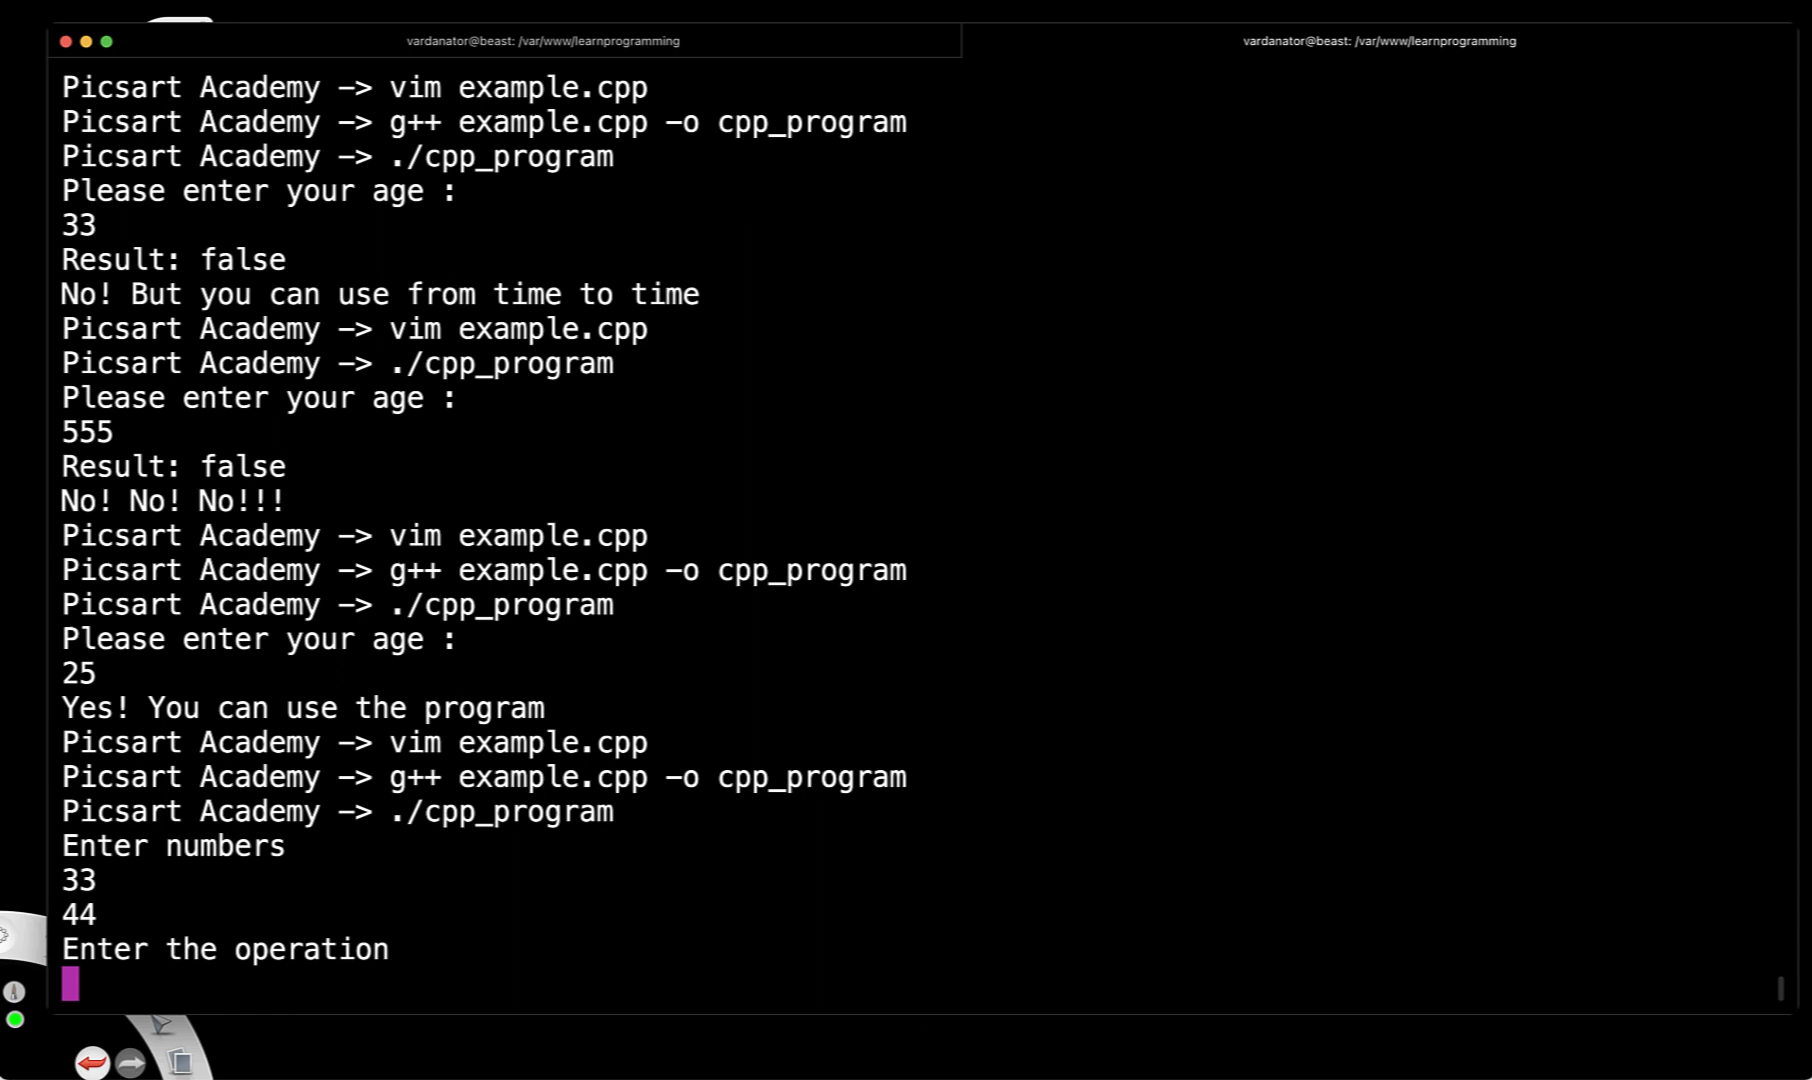 vardanator@beast: /var/www/learnprogramming
vardanator@beast: /var/www/learnprogramming
Picsart Academy -> vim example.cpp
Picsart Academy -> g++ example.cpp -o cpp_program
Picsart Academy -> ./cpp_program
Please enter your age :
33
Result: false
No! But you can use from time to time
Picsart Academy -> vim example.cpp
Picsart Academy -> ./cpp_program
Please enter your age :
555
Result: false
No! No! No!!!
Picsart Academy -> vim example.cpp
Picsart Academy -> g++ example.cpp -o cpp_program
Picsart Academy -> ./cpp_program
Please enter your age :
25
Yes! You can use the program
Picsart Academy -> vim example.cpp
Picsart Academy -> g++ example.cpp -o cpp_program
Picsart Academy -> ./cpp_program
Enter numbers
33
44
Enter the operation